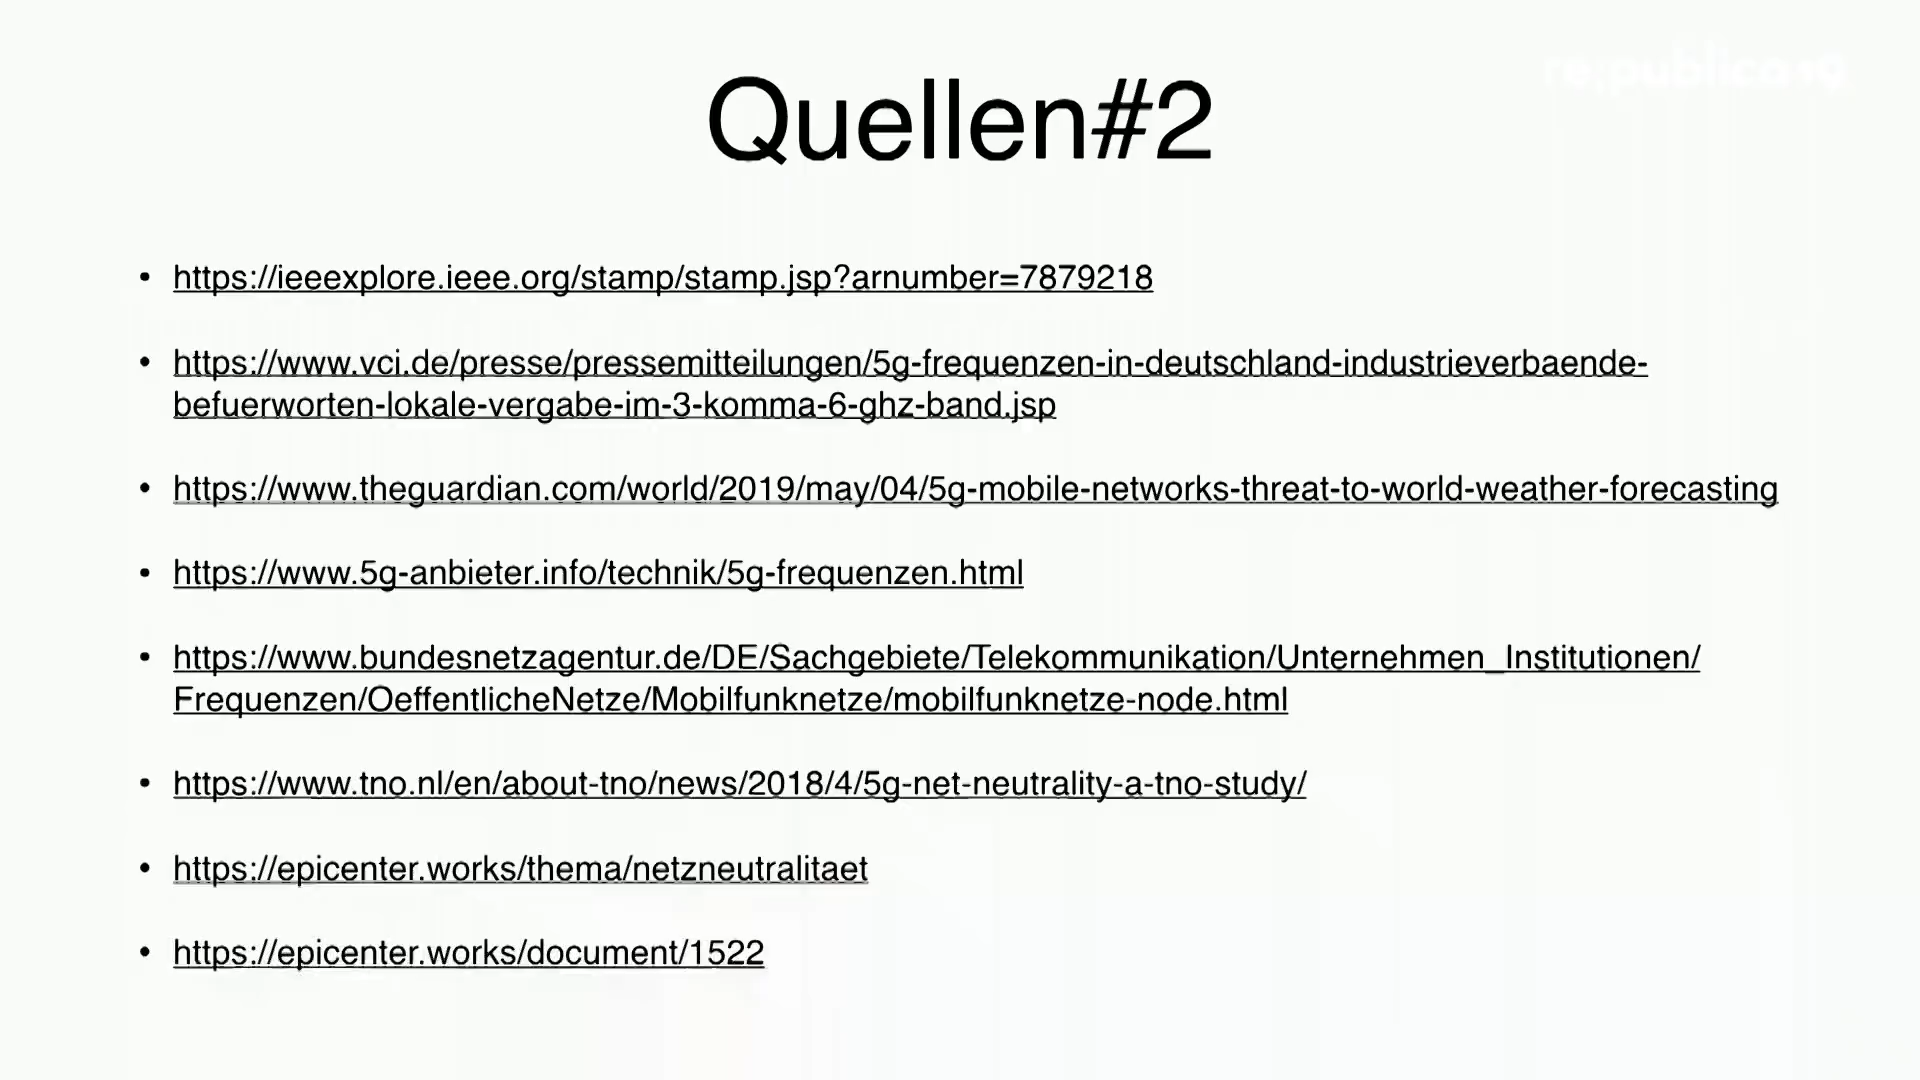 re:publica19
Quellen#2
• https://ieeexplore.ieee.org/stamp/stamp.jsp?arnumber=7879218
• https://www.vci.de/presse/pressemitteilungen/5g-frequenzen-in-deutschland-industrieverbaende-
befuerworten-lokale-vergabe-im-3-komma-6-ghz-band.jsp
• https://www.theguardian.com/world/2019/may/04/5g-mobile-networks-threat-to-world-weather-forecasting
• https://www.5g-anbieter.info/technik/5g-frequenzen.html
• https://www.bundesnetzagentur.de/DE/Sachgebiete/Telekommunikation/Unternehmen_Institutionen/
Frequenzen/OeffentlicheNetze/Mobilfunknetze/mobilfunknetze-node.html
• https://www.tno.nl/en/about-tno/news/2018/4/5g-net-neutrality-a-tno-study/
• https://epicenter.works/thema/netzneutralitaet
• https://epicenter.works/document/1522